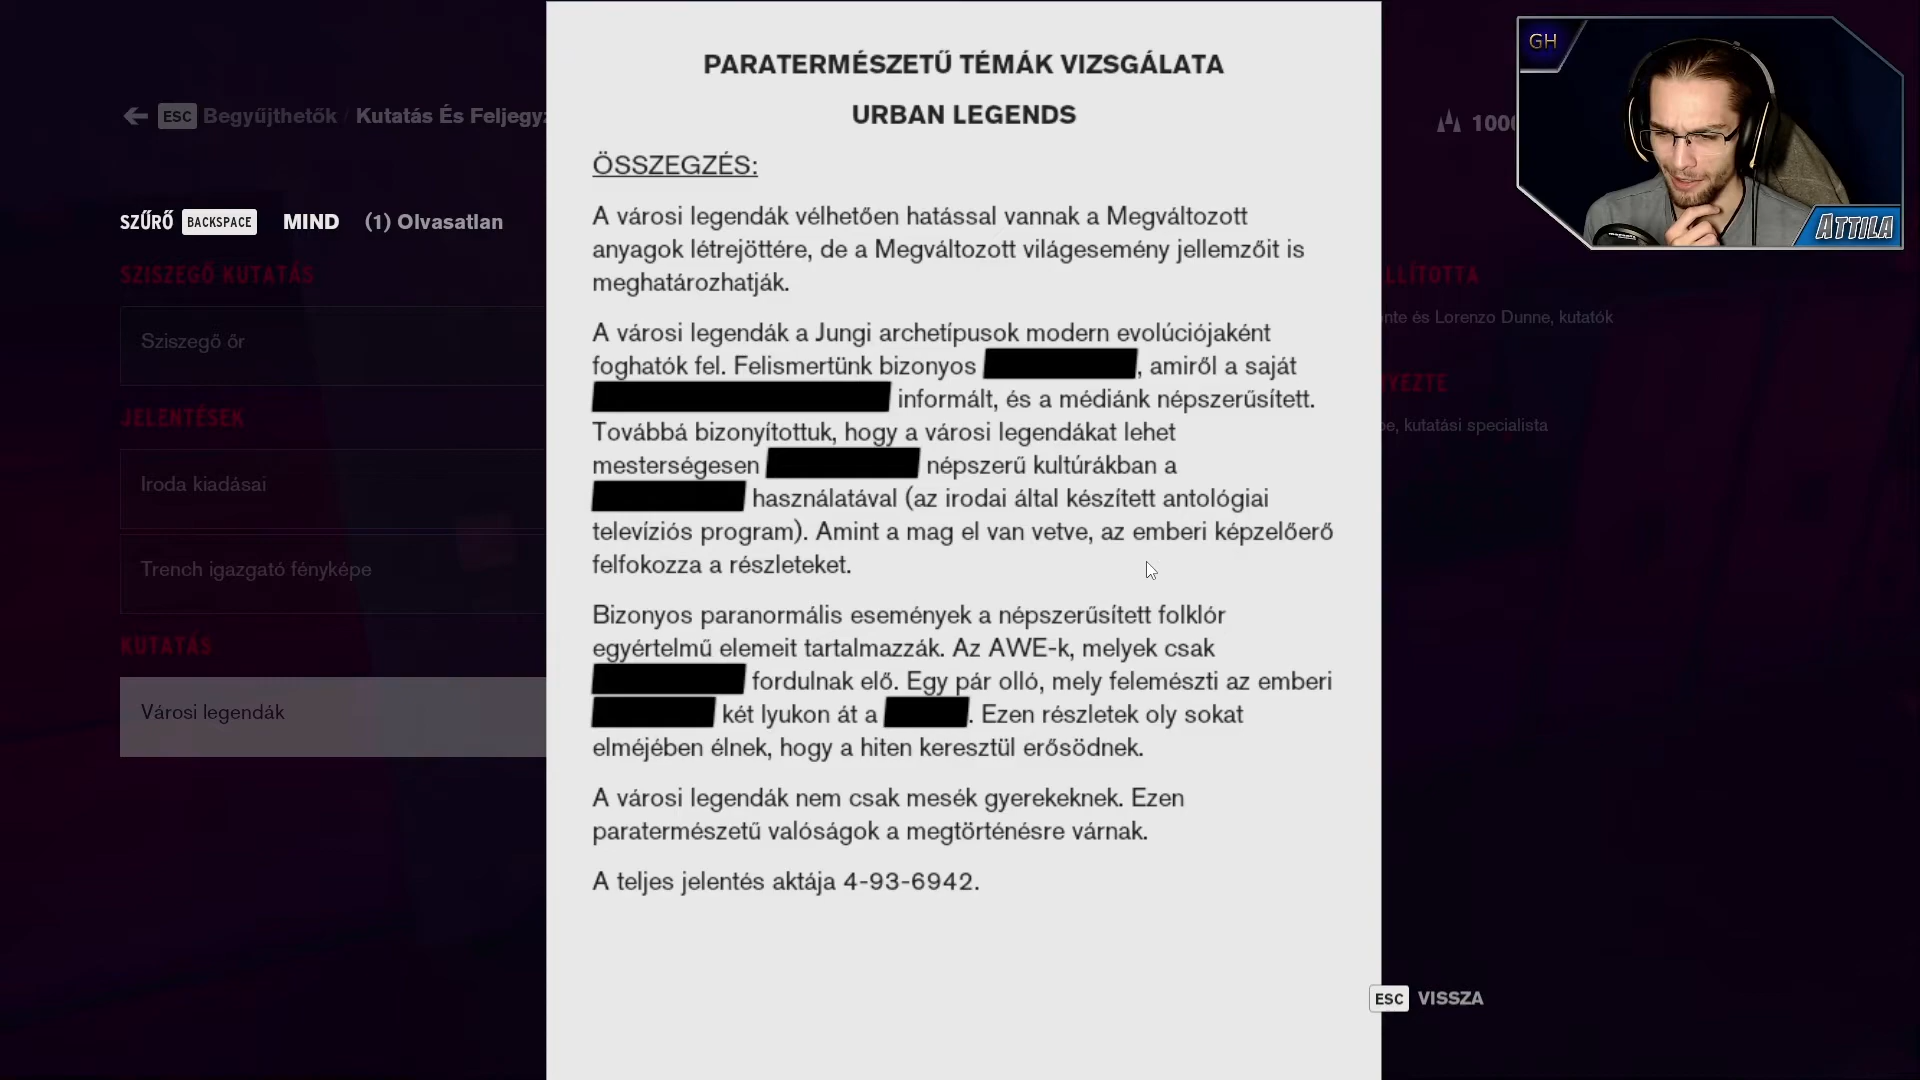 PARATERMÉSZETŰ TÉMÁK VIZSGÁLATA
URBAN LEGENDS
ÖSSZEGZÉS:
A városi legendák vélhetően hatással vannak a Megváltozott
anyagok létrejöttére, de a Megváltozott világesemény jellemzőit is
meghatározhatják.
A városi legendák a Jungi archetípusok modern evolúciójaként
foghatók fel. Felismertünk bizonyos , amiről a saját
informált, és a médiánk népszerűsített.
Továbbá bizonyítottuk, hogy a városi legendákat lehet
mesterségesen népszerű kultúrákban a
használatával (az irodai által készített antológiai
televíziós program). Amint a mag el van vetve, az emberi képzelőerő
felfokozza a részleteket.
Bizonyos paranormális események a népszerűsített folklór
egyértelmű elemeit tartalmazzák. Az AWE-k, melyek csak
fordulnak elő. Egy pár olló, mely felemészti az emberi
két lyukon át a . Ezen részletek oly sokat
elméjében élnek, hogy a hiten keresztül erősödnek.
A városi legendák nem csak mesék gyerekeknek. Ezen
paratermészetű valóságok a megtörténésre várnak.
A teljes jelentés aktája 4-93-6942.
ESC Begyűjthetők / Kutatás És
SZŰRŐ BACKSPACE MIND (1) Olvasatlan
SZISZEGŐ KUTATÁS
Sziszegő őr
JELENTÉSEK
Iroda kiadásai
Trench igazgató fényképe
KUTATÁS
Városi legendák
GH
ATTILA
és Lorenzo Dunne, kutatók
kutatási specialista
ESC VISSZA